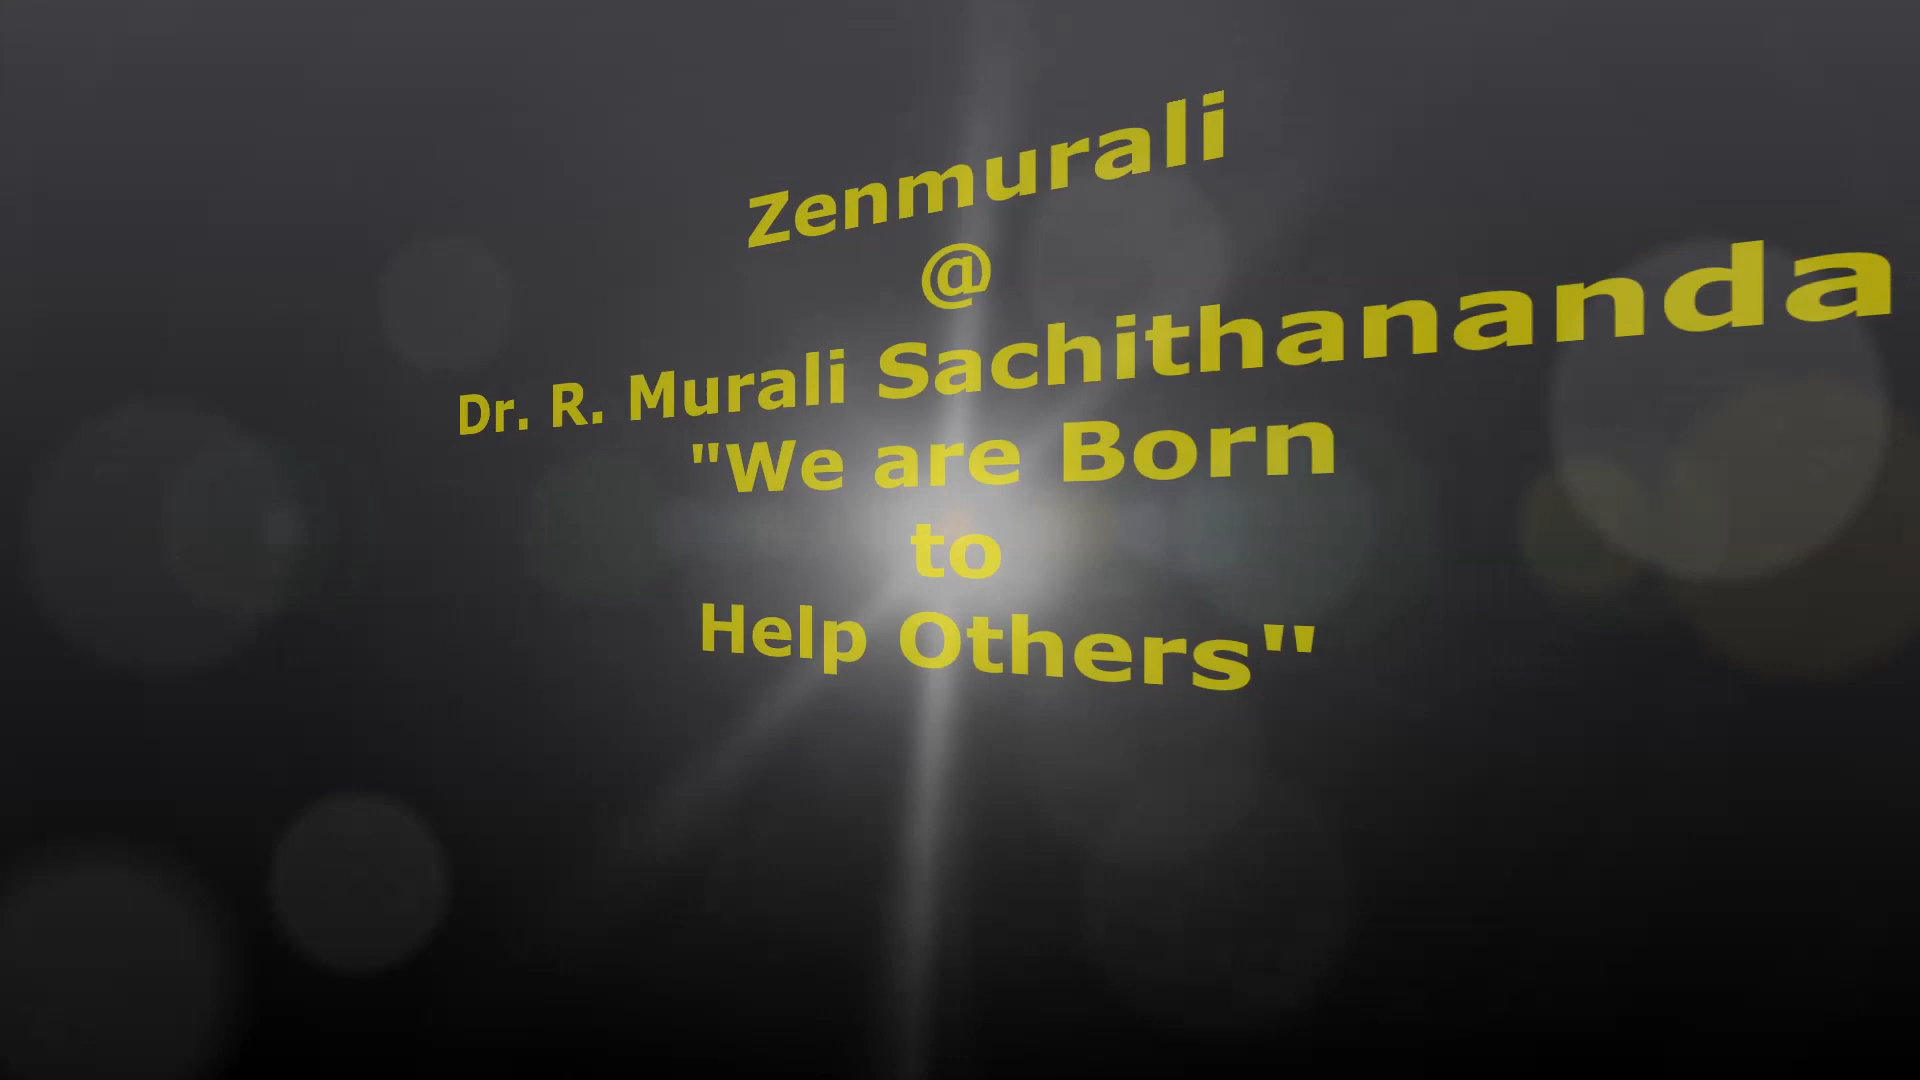 Zenmurali
@
Dr. R. Murali Sachithananda
"We are Born
to
Help Others"